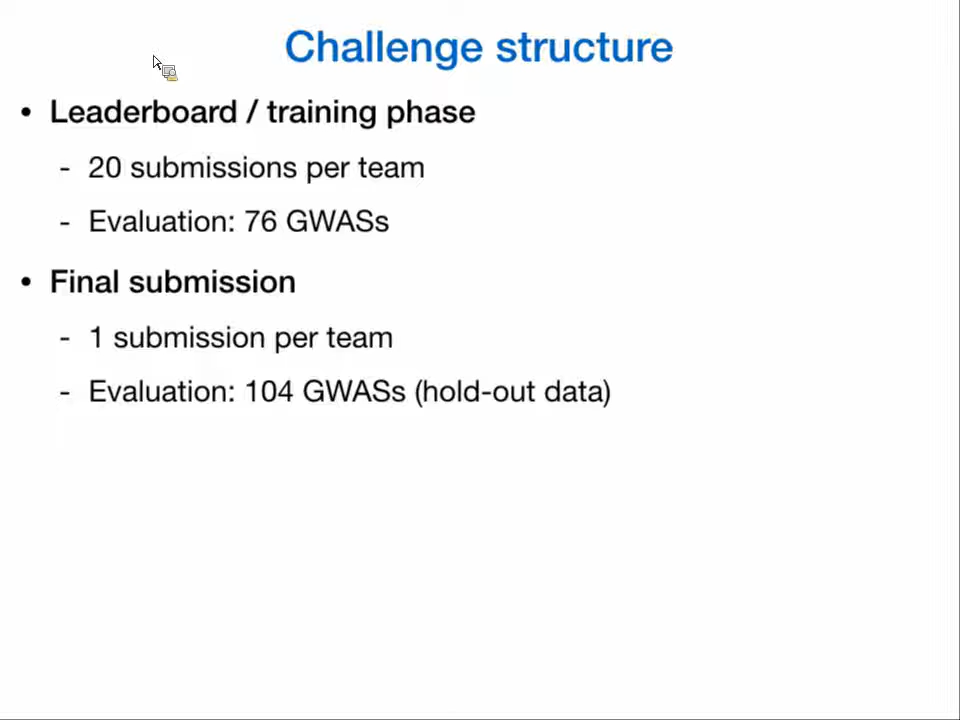 Challenge structure
• Leaderboard / training phase
- 20 submissions per team
- Evaluation: 76 GWASs
• Final submission
- 1 submission per team
- Evaluation: 104 GWASs (hold-out data)